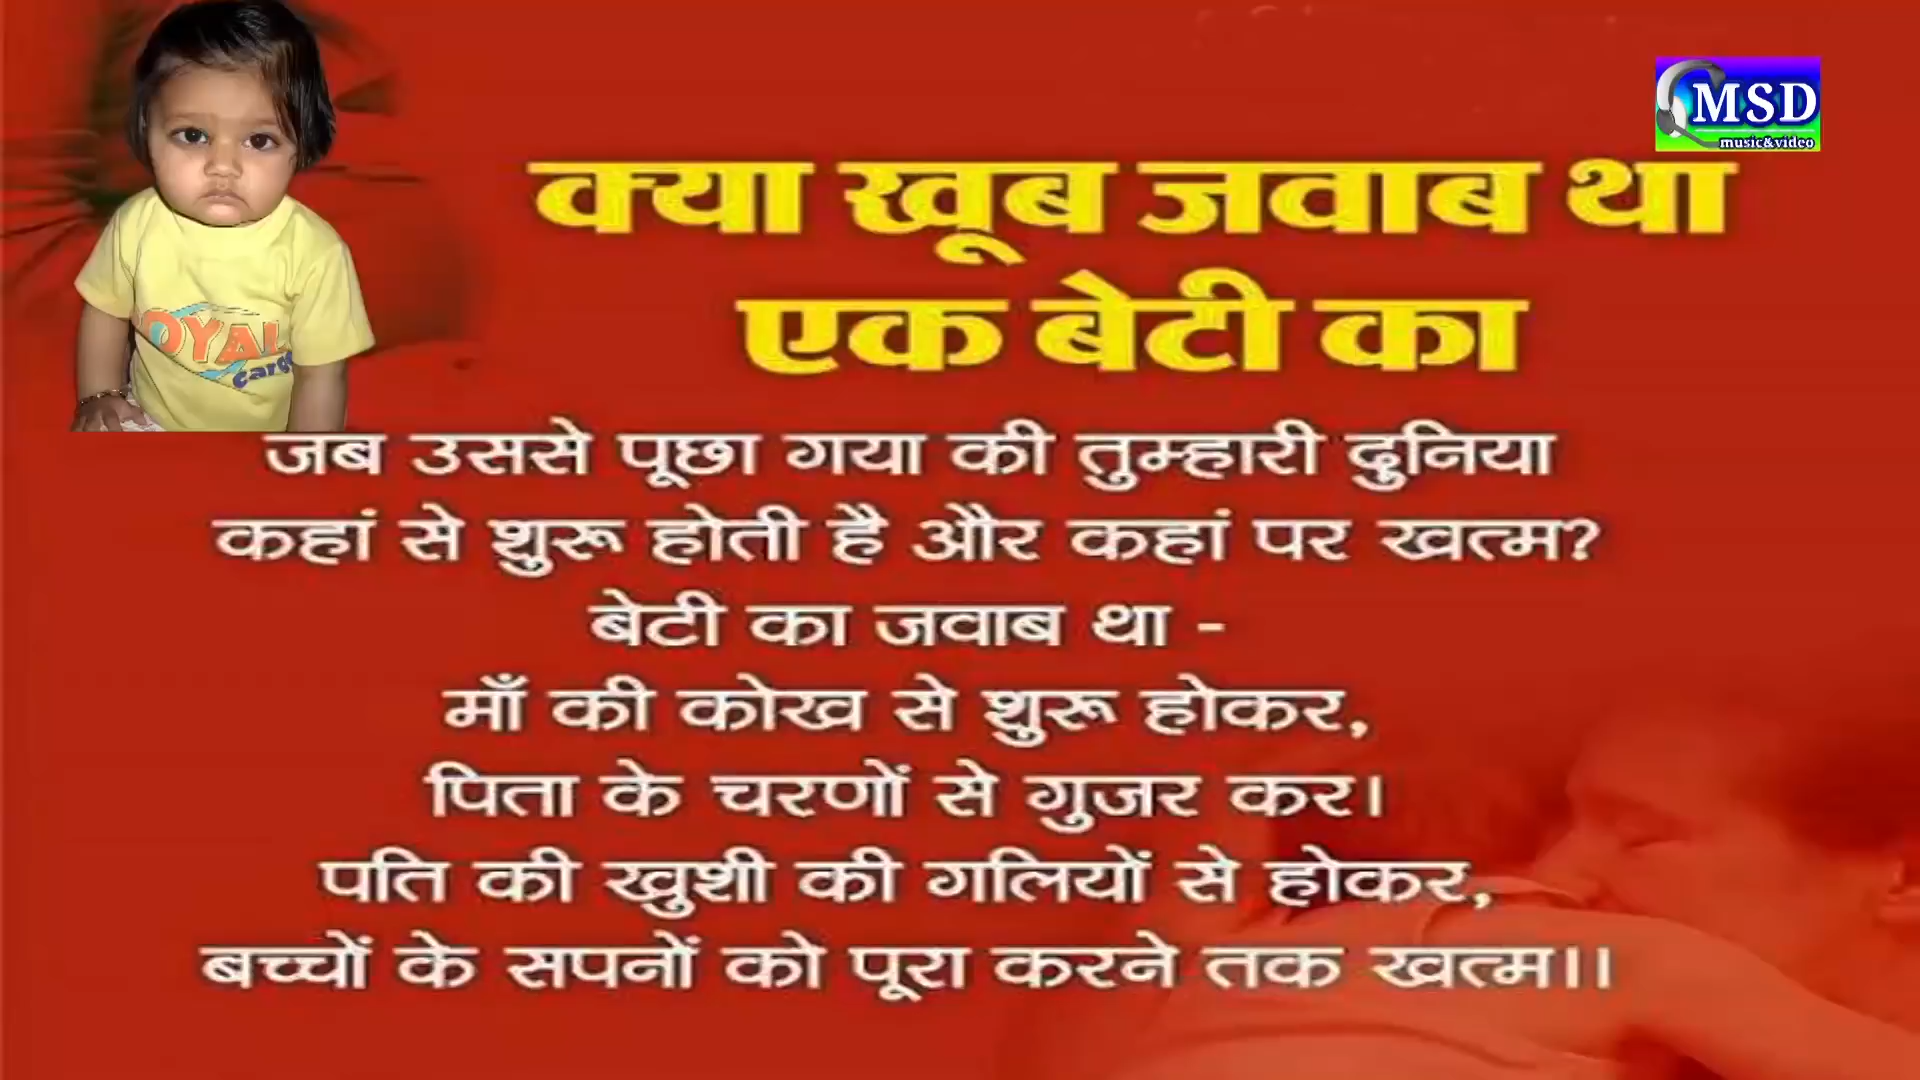 MSD
music&video
क्या खूब जवाब था
एक बेटी का
जब उससे पूछा गया की तुम्हारी दुनिया
कहां से शुरू होती है और कहां पर खत्म?
बेटी का जवाब था -
माँ की कोख से शुरू होकर,
पिता के चरणों से गुजर कर।
पति की खुशी की गलियों से होकर,
बच्चों के सपनों को पूरा करने तक खत्म।।